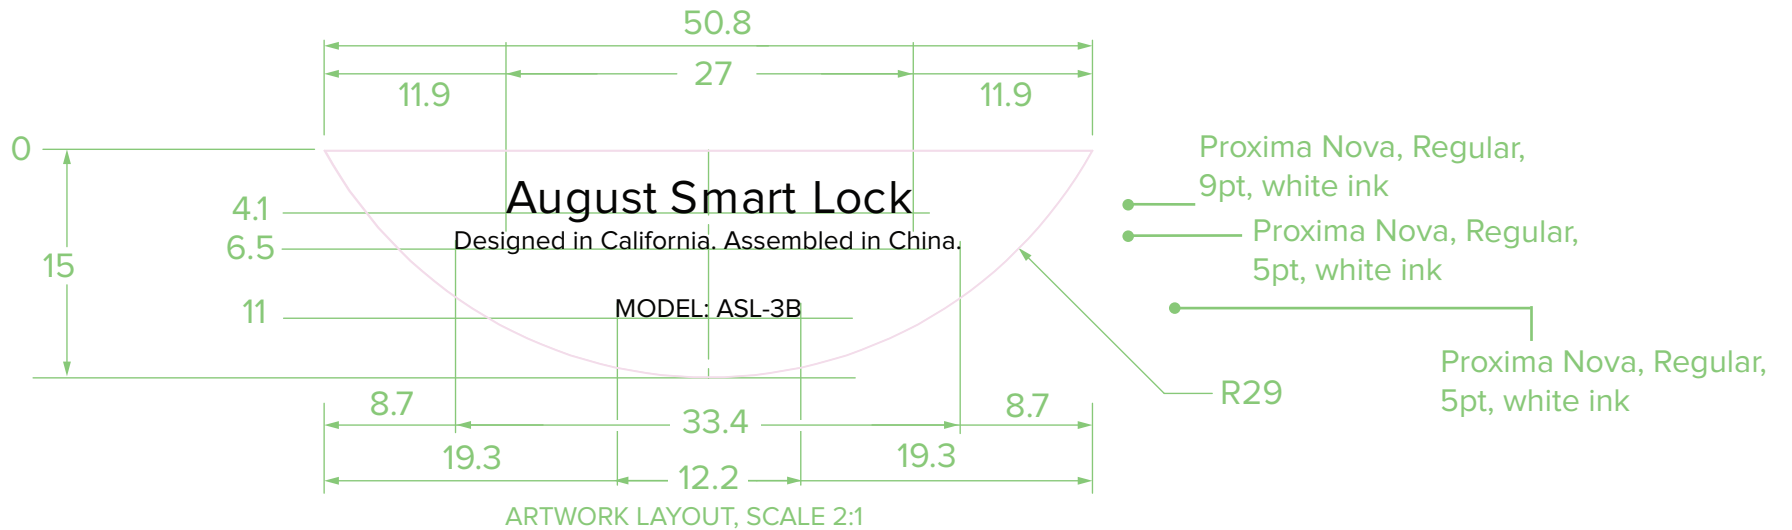 50.8
27
11.9
11.9
0
Proxima Nova, Regular,
9pt, white ink
August Smart Lock
4.1
Designed in California. Assembled in China.
6.5
Proxima Nova, Regular,
5pt, white ink
15
MODEL: ASL-3B
11
Proxima Nova, Regular,
5pt, white ink
R29
8.7
33.4
8.7
19.3
12.2
19.3
ARTWORK LAYOUT, SCALE 2:1